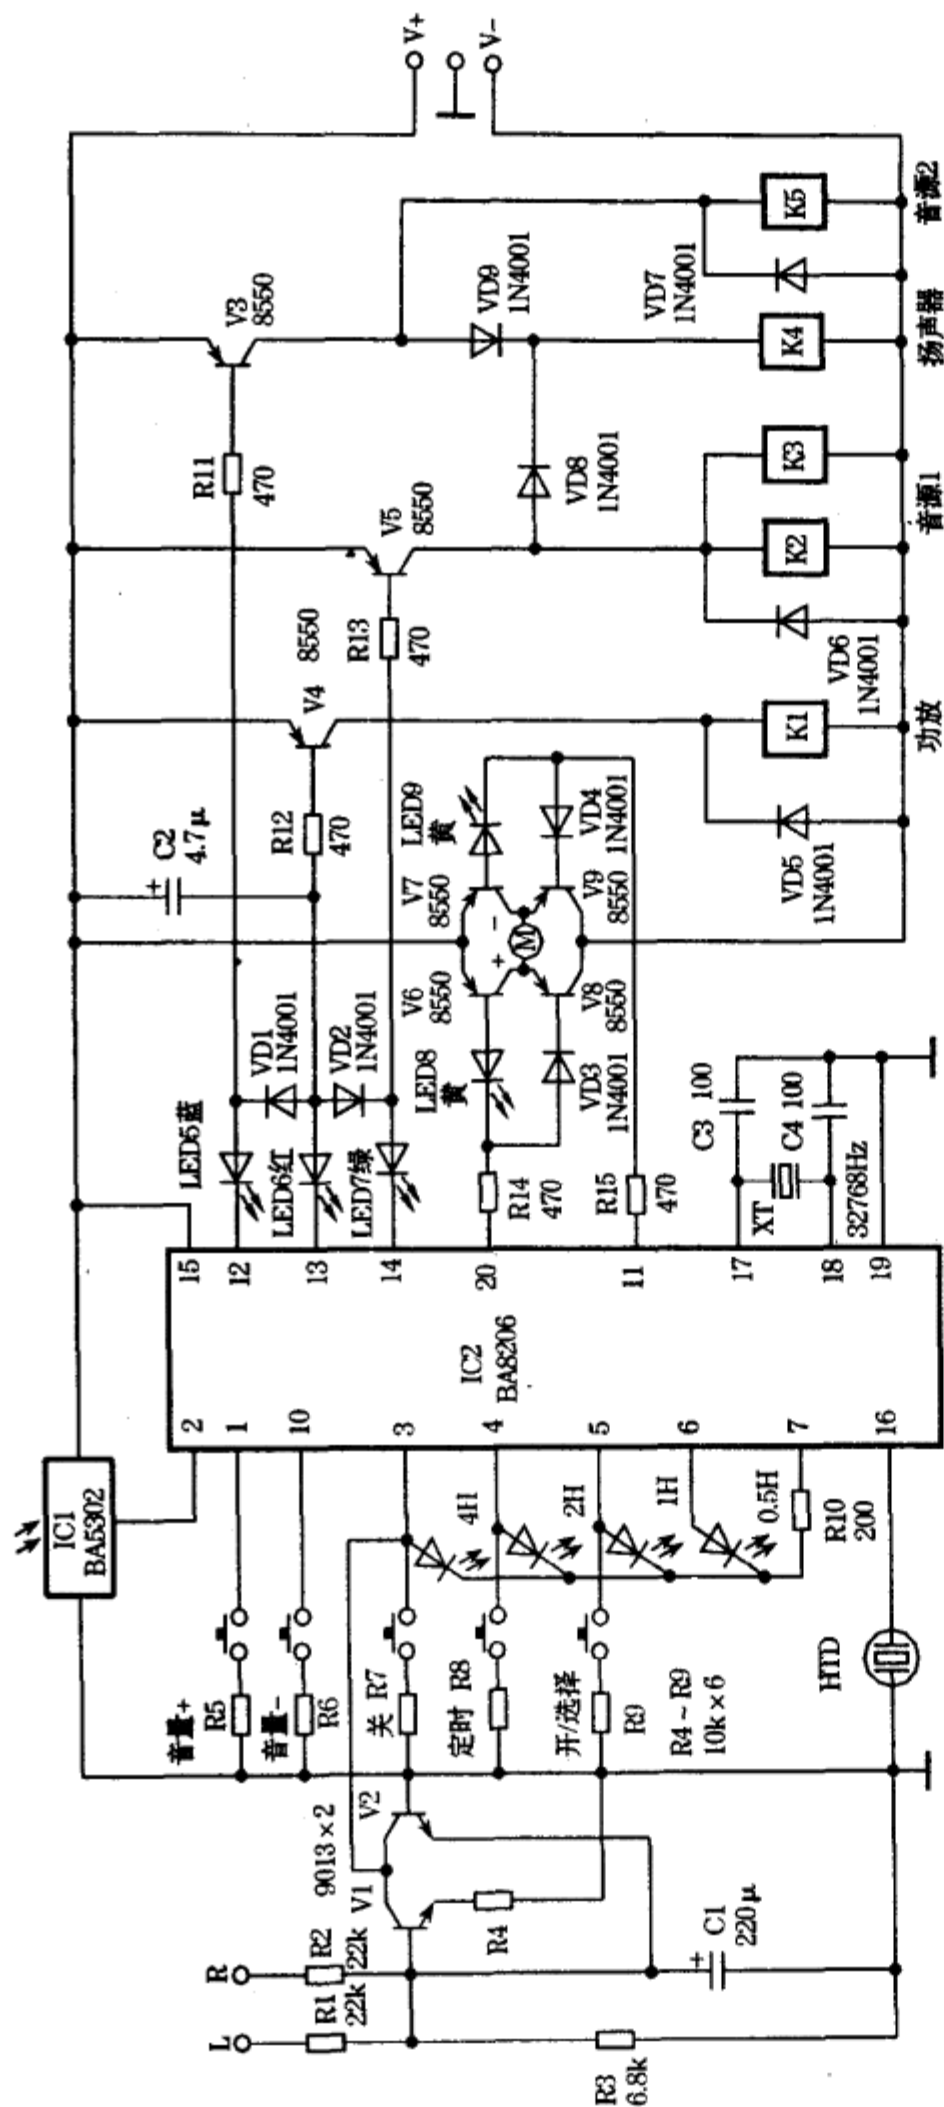 L
R
R1
22k
R2
22k
R3
6.8k
9013×2
V1
V2
R4
C1
220μ
音量+
R5
音量-
R6
关
R7
定时
R8
开/选择
R9
R4~R9
10k×6
HTD
IC1
BA5302
4H
2H
1H
0.5H
R10
200
2
1
10
3
4
5
6
7
16
IC2
BA8206
15
12
13
14
20
11
17
18
19
LED5蓝
LED6红
LED7绿
VD1
1N4001
VD2
1N4001
C2
4.7μ
R11
470
R12
470
R13
470
V3
8550
V4
8550
V5
8550
LED8
黄
LED9
黄
V6
8550
V7
8550
+
-
M
V8
8550
V9
8550
VD3
1N4001
VD4
1N4001
R14
470
R15
470
XT
C3 100
C4 100
32768Hz
VD5
1N4001
VD6
1N4001
VD7
1N4001
VD8
1N4001
VD9
1N4001
K1
K2
K3
K4
K5
功放
音源1
扬声器
音源2
V+
V-